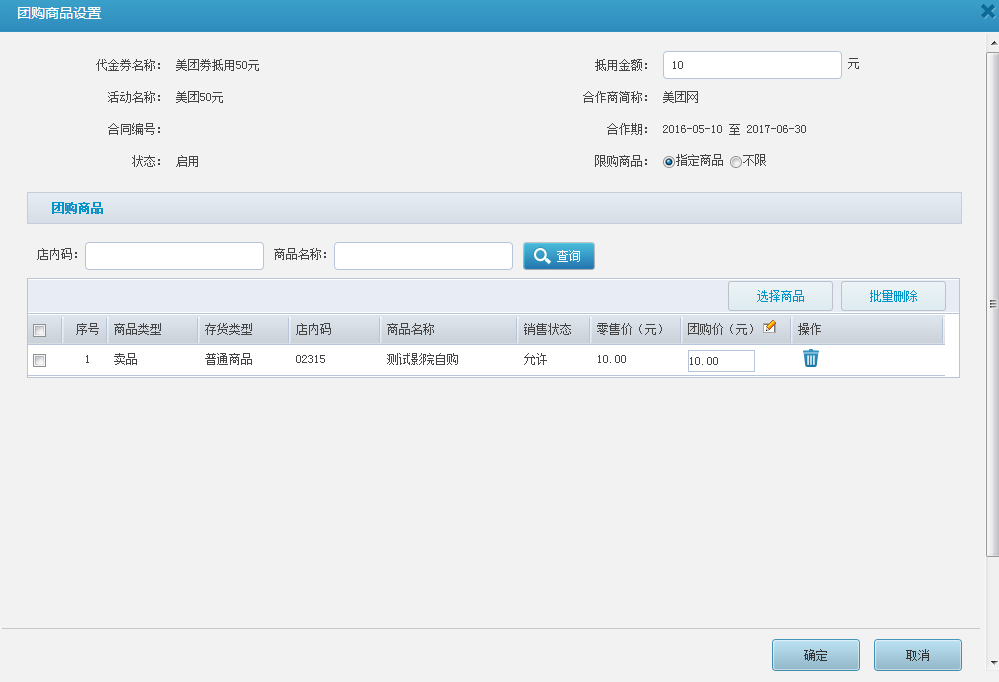 团购商品设置
代金券名称： 美团券抵用50元 抵用金额： 10 元
活动名称： 美团50元 合作商简称： 美团网
合同编号： 合作期： 2016-05-10 至 2017-06-30
状态： 启用 限购商品： 指定商品 不限
团购商品
店内码： 商品名称： 查询
选择商品 批量删除
序号 商品类型 存货类型 店内码 商品名称 销售状态 零售价（元） 团购价（元） 操作
1 卖品 普通商品 02315 测试影院自购 允许 10.00 10.00
确定 取消